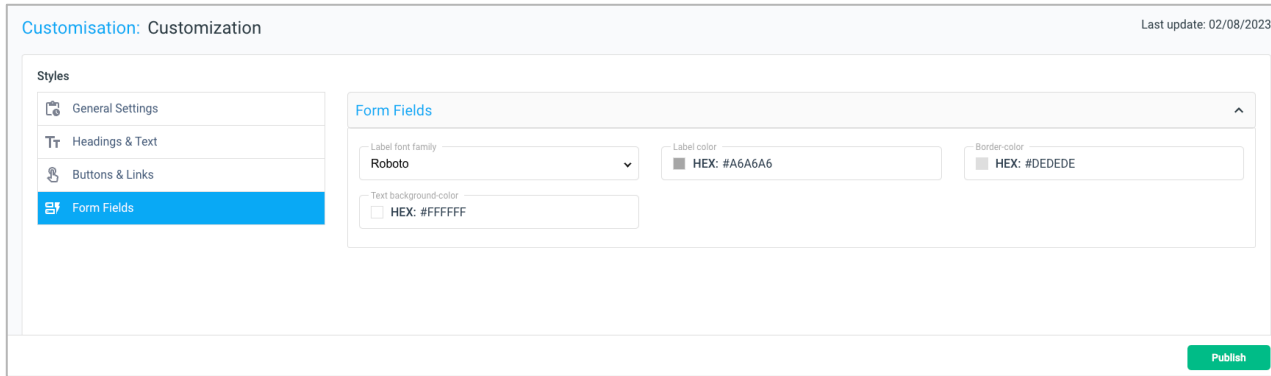 Customisation: Customization
Last update: 02/08/2023
Styles
General Settings
Headings & Text
Buttons & Links
Form Fields
Form Fields
Label font family
Roboto
Label color
HEX: #A6A6A6
Border-color
HEX: #DEDEDE
Text background-color
HEX: #FFFFFF
Publish